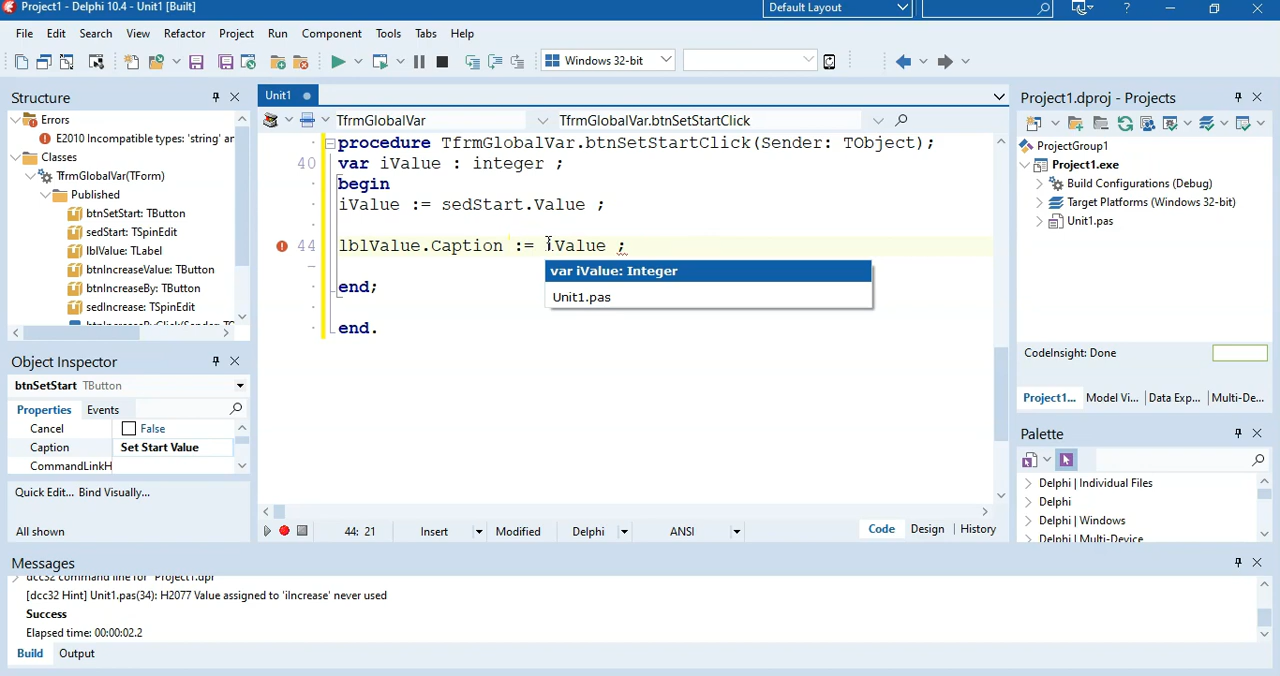 Project1 - Delphi 10.4 - Unit1 [Built]
Default Layout
File Edit Search View Refactor Project Run Component Tools Tabs Help
Windows 32-bit
Structure
Errors
E2010 Incompatible types: 'string' ar
Classes
TfrmGlobalVar(TForm)
Published
btnSetStart: TButton
sedStart: TSpinEdit
lblValue: TLabel
btnIncreaseValue: TButton
btnIncreaseBy: TButton
sedIncrease: TSpinEdit
Object Inspector
btnSetStart TButton
Properties Events
Cancel False
Caption Set Start Value
CommandLinkH
Quick Edit... Bind Visually...
All shown
Unit1
TfrmGlobalVar TfrmGlobalVar.btnSetStartClick
procedure TfrmGlobalVar.btnSetStartClick(Sender: TObject);
40 var iValue : integer ;
begin
iValue := sedStart.Value ;
44 lblValue.Caption := iValue ;
var iValue: Integer
Unit1.pas
end;
end.
44: 21 Insert Modified Delphi ANSI Code Design History
Project1.dproj - Projects
ProjectGroup1
Project1.exe
Build Configurations (Debug)
Target Platforms (Windows 32-bit)
Unit1.pas
CodeInsight: Done
Project1... Model Vi... Data Exp... Multi-De...
Palette
Delphi | Individual Files
Delphi
Delphi | Windows
Delphi | Multi-Device
Messages
dcc32 command line for "Project1.dpr"
[dcc32 Hint] Unit1.pas(34): H2077 Value assigned to 'iIncrease' never used
Success
Elapsed time: 00:00:02.2
Build Output